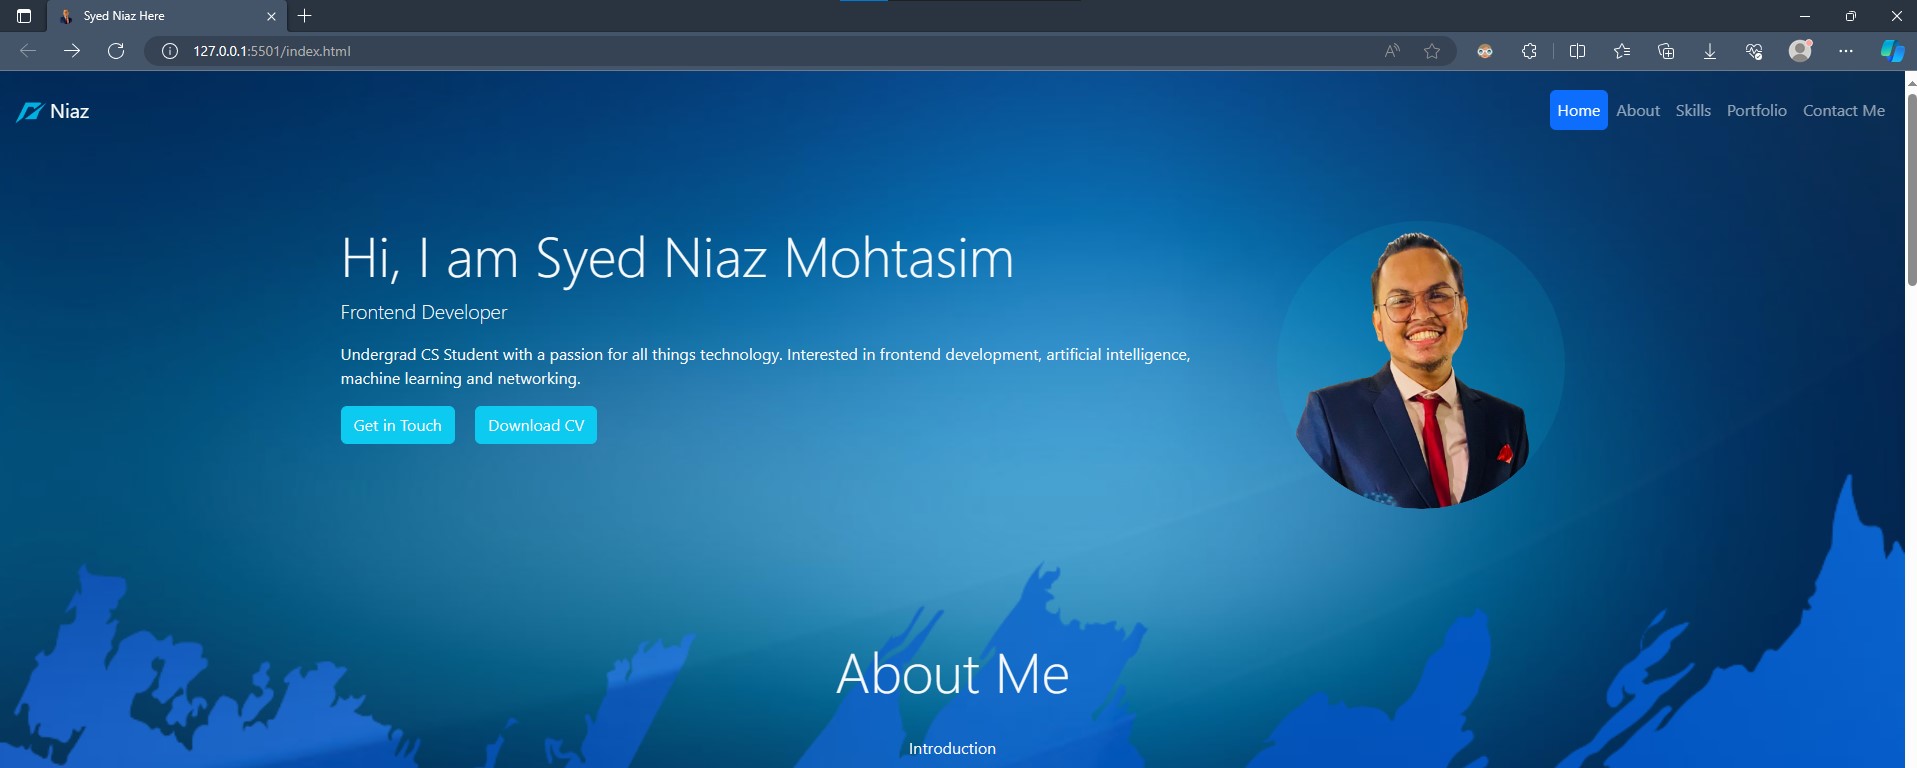 Syed Niaz Here
127.0.0.1:5501/index.html
Niaz
Home About Skills Portfolio Contact Me
Hi, I am Syed Niaz Mohtasim
Frontend Developer
Undergrad CS Student with a passion for all things technology. Interested in frontend development, artificial intelligence,
machine learning and networking.
Get in Touch Download CV
About Me
Introduction